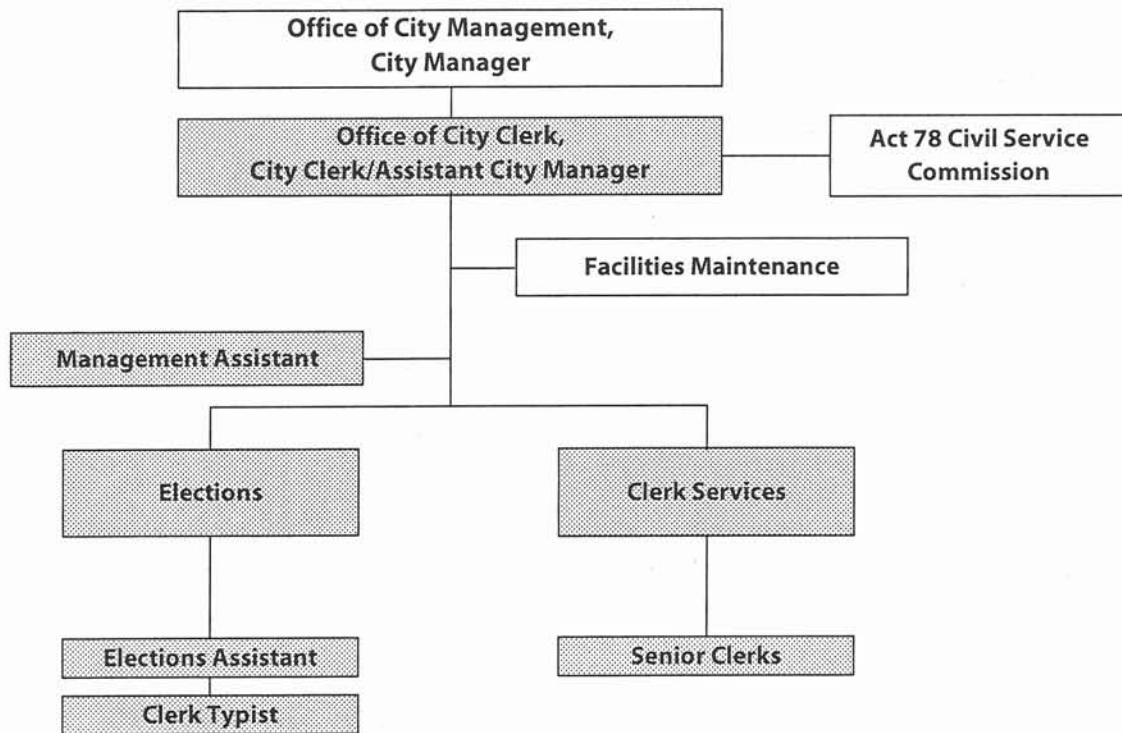 Office of City Management,
City Manager
Office of City Clerk,
City Clerk/Assistant City Manager
Act 78 Civil Service
Commission
Facilities Maintenance
Management Assistant
Elections
Clerk Services
Elections Assistant
Senior Clerks
Clerk Typist